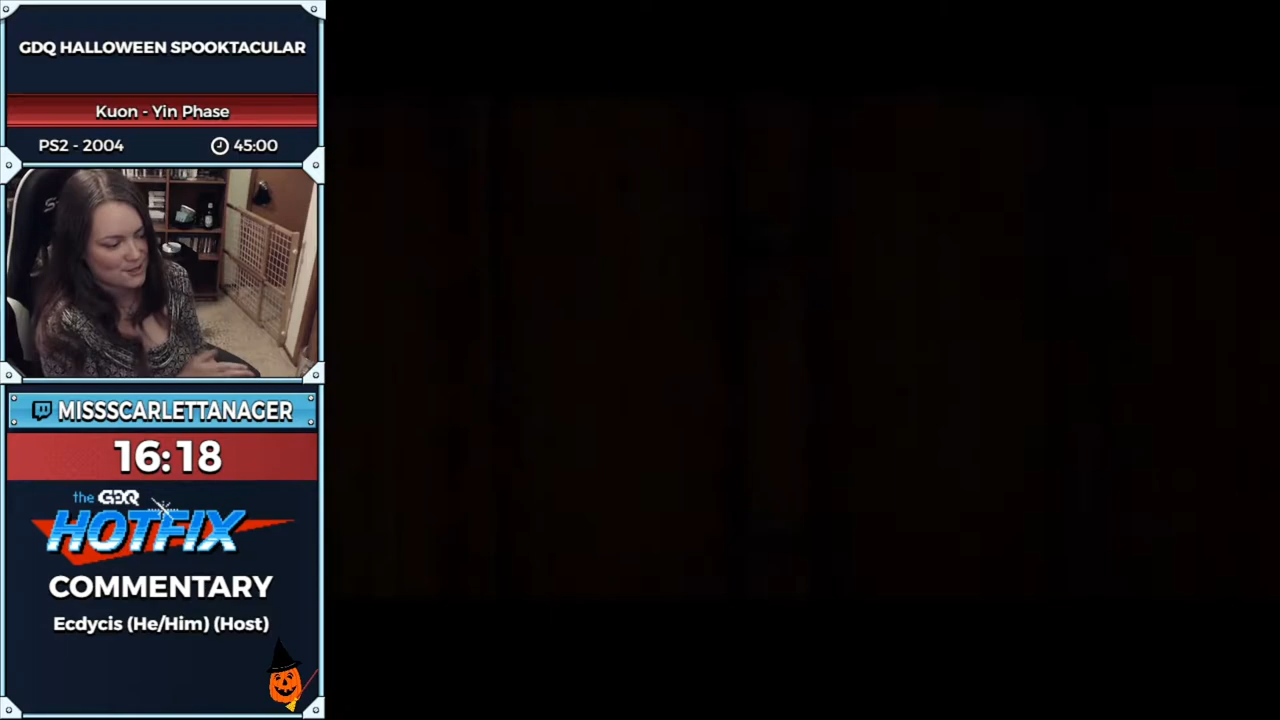 GDQ HALLOWEEN SPOOKTACULAR
Kuon - Yin Phase
PS2 - 2004 45:00
MISSSCARLETTANAGER
16:18
the GDQ
HOTFIX
COMMENTARY
Ecdycis (He/Him) (Host)